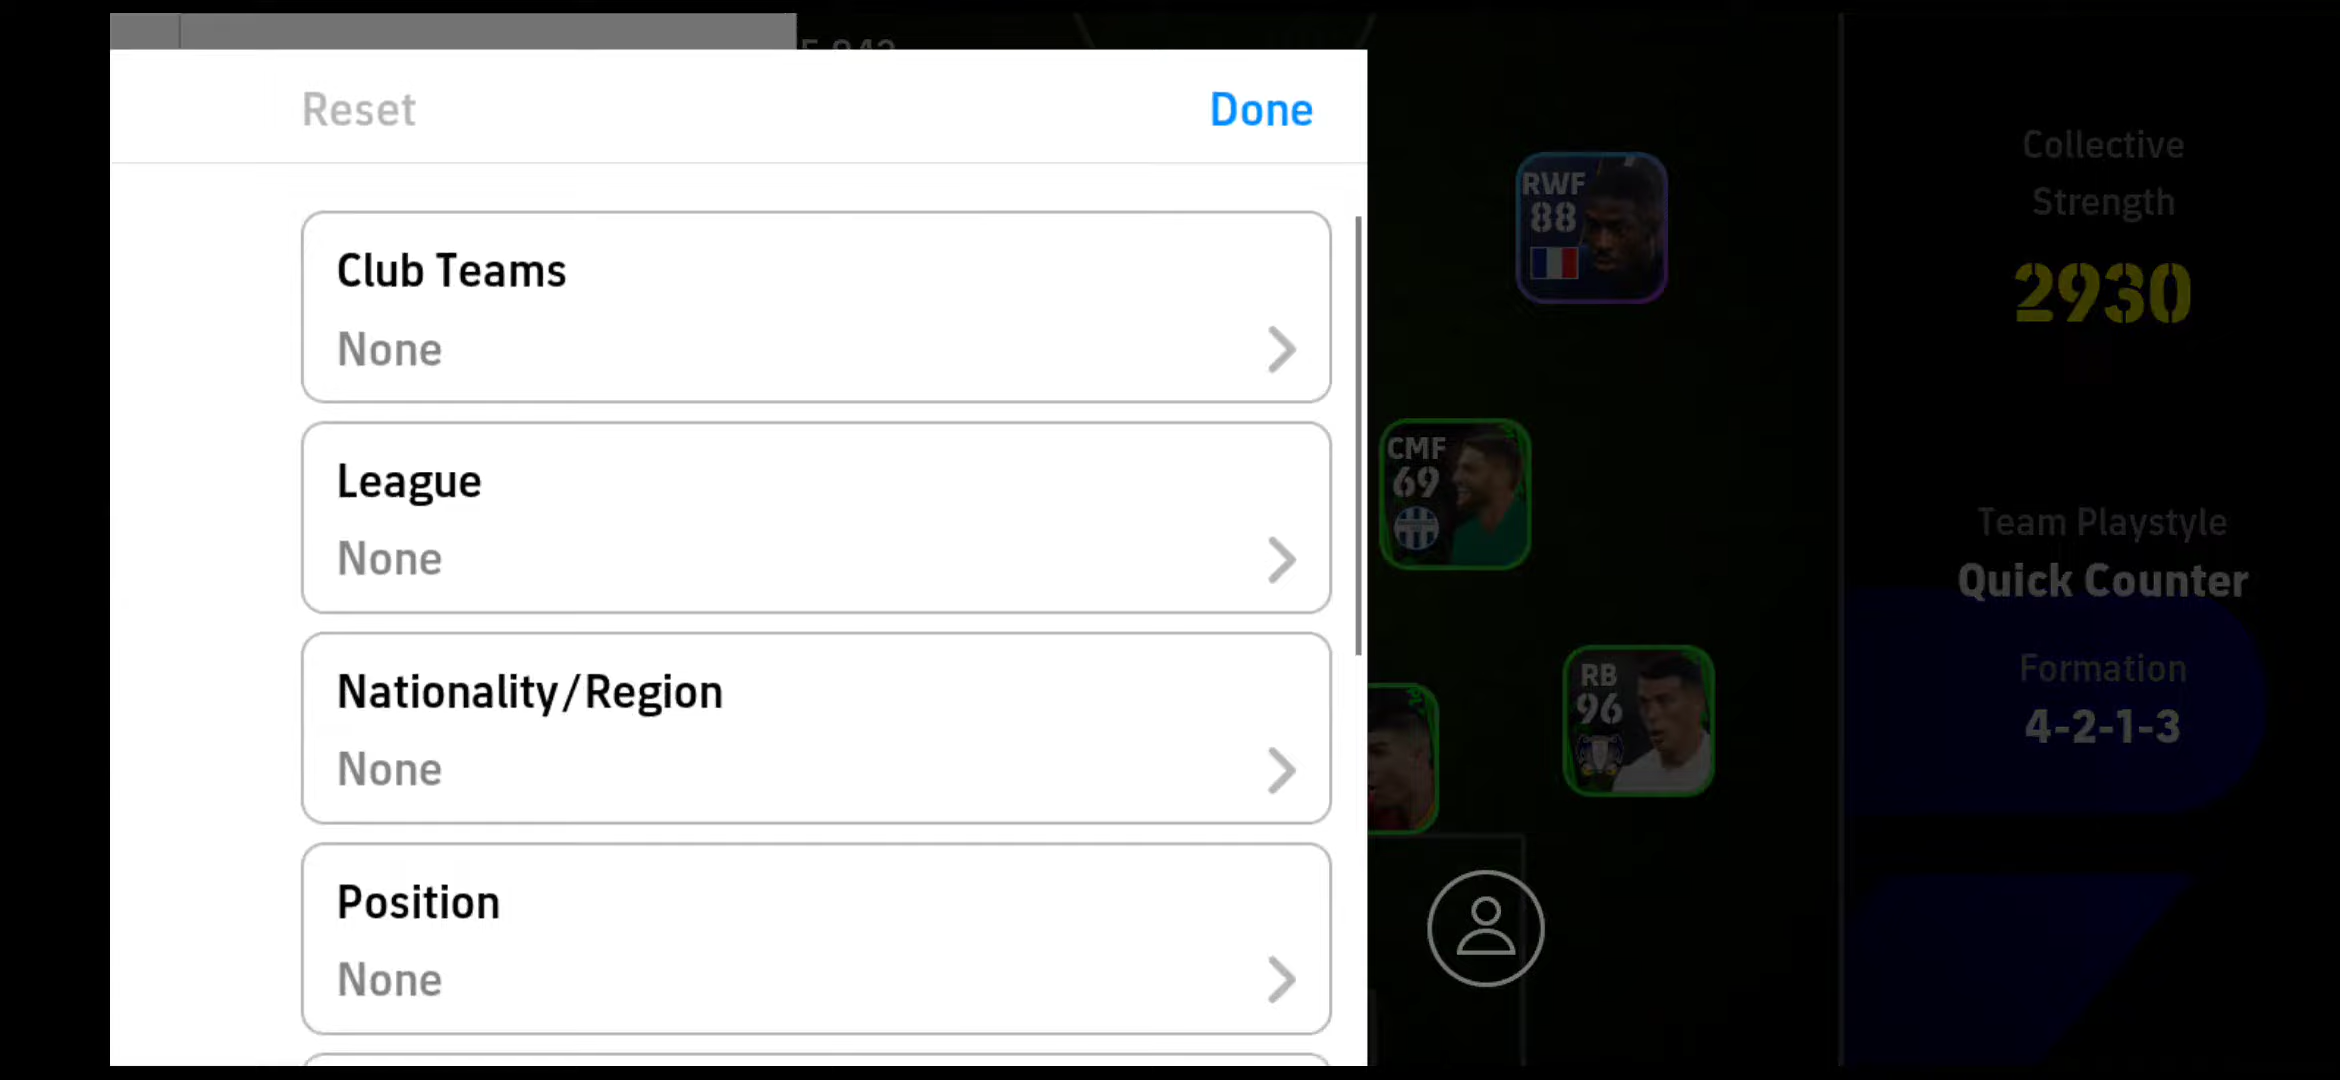 Reset
Done
Club Teams
None
League
None
Nationality/Region
None
Position
None
RWF
88
CMF
69
RB
96
Collective
Strength
2930
Team Playstyle
Quick Counter
Formation
4-2-1-3